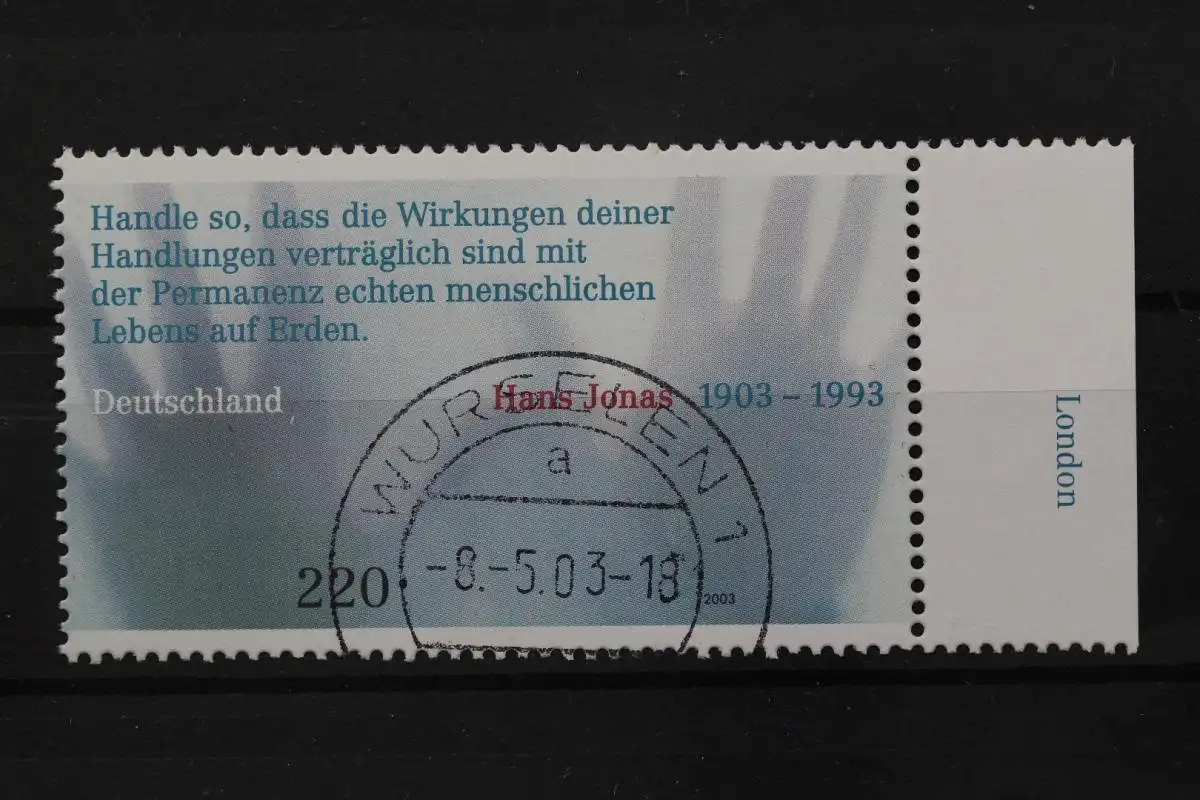 Handle so, dass die Wirkungen deiner
Handlungen verträglich sind mit
der Permanenz echten menschlichen
Lebens auf Erden.
Deutschland
Hans Jonas 1903 – 1993
WÜRSELEN 1
a
-8.-5.03-18
220
2003
London